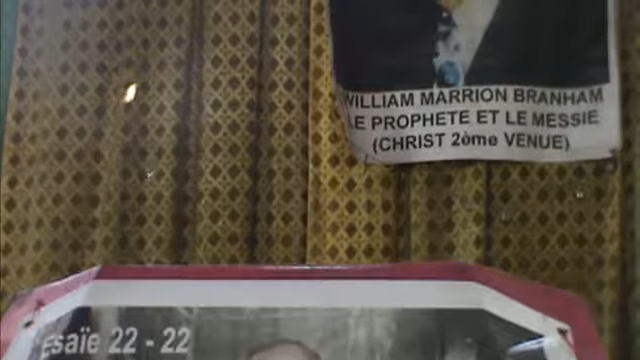 WILLIAM MARRION BRANHAM
LE PROPHETE ET LE MESSIE
(CHRIST 2ème VENUE)
Esaïe 22 - 22